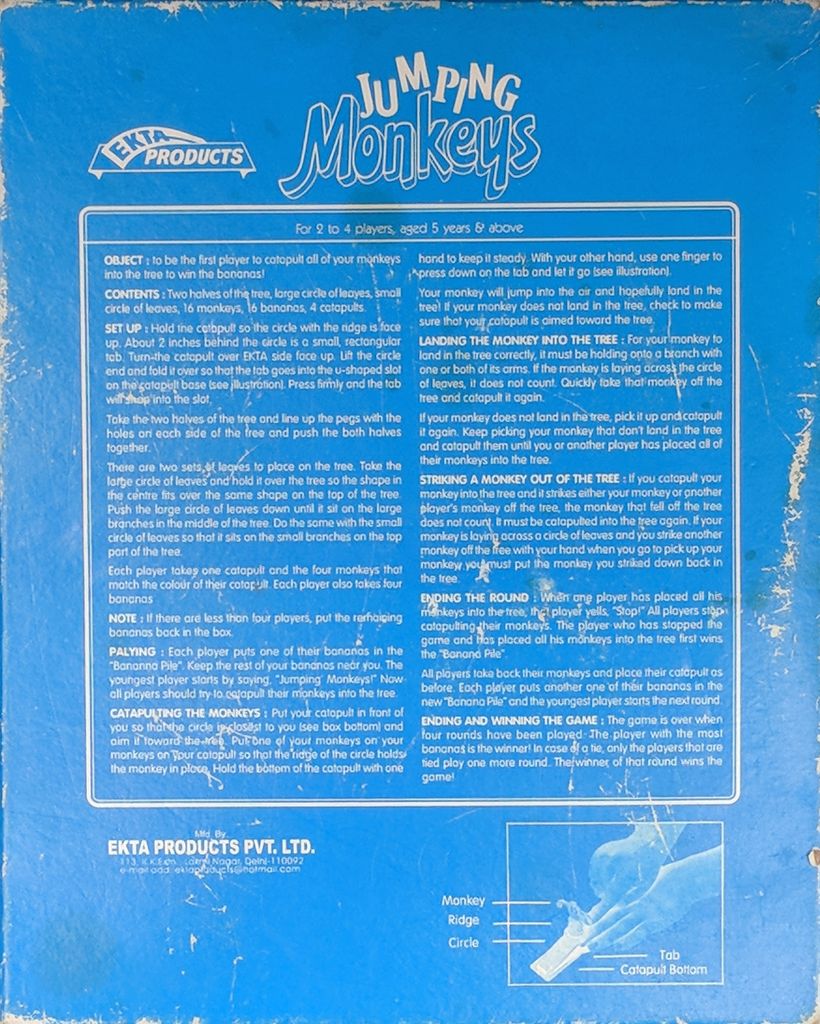 JUMPING
Monkeys
EKTA
PRODUCTS
For 2 to 4 players, aged 5 years & above
OBJECT : to be the first player to catapult all of your monkeys
into the tree to win the bananas!
CONTENTS : Two halves of the tree, large circle of leaves, small
circle of leaves, 16 monkeys, 16 bananas, 4 catapults.
SET UP : Hold the catapult so the circle with the ridge is face
up. About 2 inches behind the circle is a small, rectangular
tab. Turn the catapult over EKTA side face up. Lift the circle
end and fold it over so that the tab goes into the u-shaped slot
on the catapult base (see illustration). Press firmly and the tab
will snap into the slot.
Take the two halves of the tree and line up the pegs with the
holes on each side of the tree and push the both halves
together.
There are two sets of leaves to place on the tree. Take the
large circle of leaves and hold it over the tree so the shape in
the centre fits over the same shape on the top of the tree.
Push the large circle of leaves down until it sit on the large
branches in the middle of the tree. Do the same with the small
circle of leaves so that it sits on the small branches on the top
part of the tree.
Each player takes one catapult and the four monkeys that
match the colour of their catapult. Each player also takes four
bananas
NOTE : If there are less than four players, put the remaining
bananas back in the box.
PALYING : Each player puts one of their bananas in the
"Bananna Pile". Keep the rest of your bananas near you. The
youngest player starts by saying, "Jumping Monkeys!" Now
all players should try to catapult their monkeys into the tree.
CATAPULTING THE MONKEYS : Put your catapult in front of
you so that the circle is closest to you (see box bottom) and
aim it toward the tree. Put one of your monkeys on your
monkeys on your catapult so that the ridge of the circle holds
the monkey in place. Hold the bottom of the catapult with one
hand to keep it steady. With your other hand, use one finger to
press down on the tab and let it go (see illustration).
Your monkey will jump into the air and hopefully land in the
tree! If your monkey does not land in the tree, check to make
sure that your catapult is aimed toward the tree.
LANDING THE MONKEY INTO THE TREE : For your monkey to
land in the tree correctly, it must be holding onto a branch with
one or both of its arms. If the monkey is laying across the circle
of leaves, it does not count. Quickly take that monkey off the
tree and catapult it again.
If your monkey does not land in the tree, pick it up and catapult
it again. Keep picking your monkey that don't land in the tree
and catapult them until you or another player has placed all of
their monkeys into the tree.
STRIKING A MONKEY OUT OF THE TREE : If you catapult your
monkey into the tree and it strikes either your monkey or another
player's monkey off the tree, the monkey that fell off the tree
does not count. It must be catapulted into the tree again. If your
monkey is laying across a circle of leaves and you strike another
monkey off the tree with your hand when you go to pick up your
monkey, you must put the monkey you striked down back in
the tree.
ENDING THE ROUND : When one player has placed all his
monkeys into the tree, that player yells, "Stop!" All players stop
catapulting their monkeys. The player who has stopped the
game and has placed all his monkeys into the tree first wins
the "Banana Pile".
All players take back their monkeys and place their catapult as
before. Each player puts another one of their bananas in the
new "Banana Pile" and the youngest player starts the next round.
ENDING AND WINNING THE GAME : The game is over when
four rounds have been played. The player with the most
bananas is the winner! In case of a tie, only the players that are
tied play one more round. The winner of that round wins the
game!
Mfd. By
EKTA PRODUCTS PVT. LTD.
113, Nagar, Delhi-110092
e-mail add: ektaproducts@hotmail.com
Monkey
Ridge
Circle
Tab
Catapult Bottom